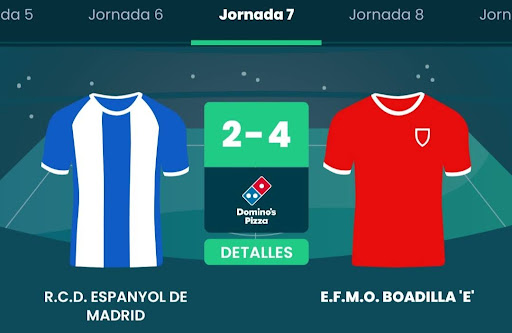 da 5
Jornada 6
Jornada 7
Jornada 8
Jorn
2-4
Domino's
Pizza
DETALLES
R.C.D. ESPANYOL DE
MADRID
E.F.M.O. BOADILLA 'E'